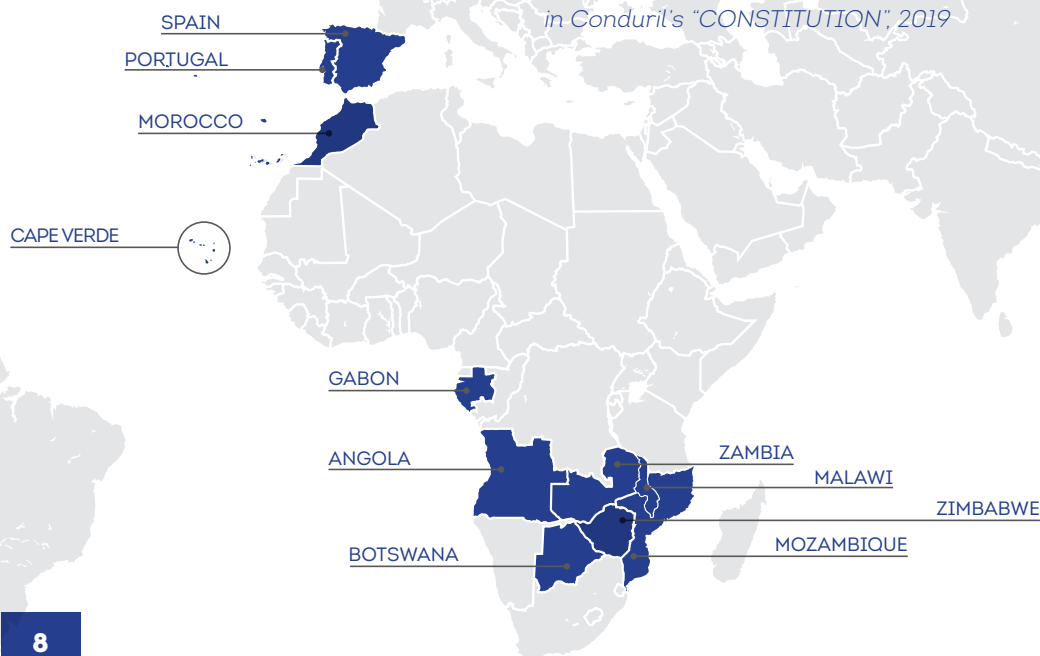 in Conduril's “CONSTITUTION”, 2019
SPAIN
PORTUGAL
MOROCCO
CAPE VERDE
GABON
ANGOLA
ZAMBIA
MALAWI
ZIMBABWE
MOZAMBIQUE
BOTSWANA
8